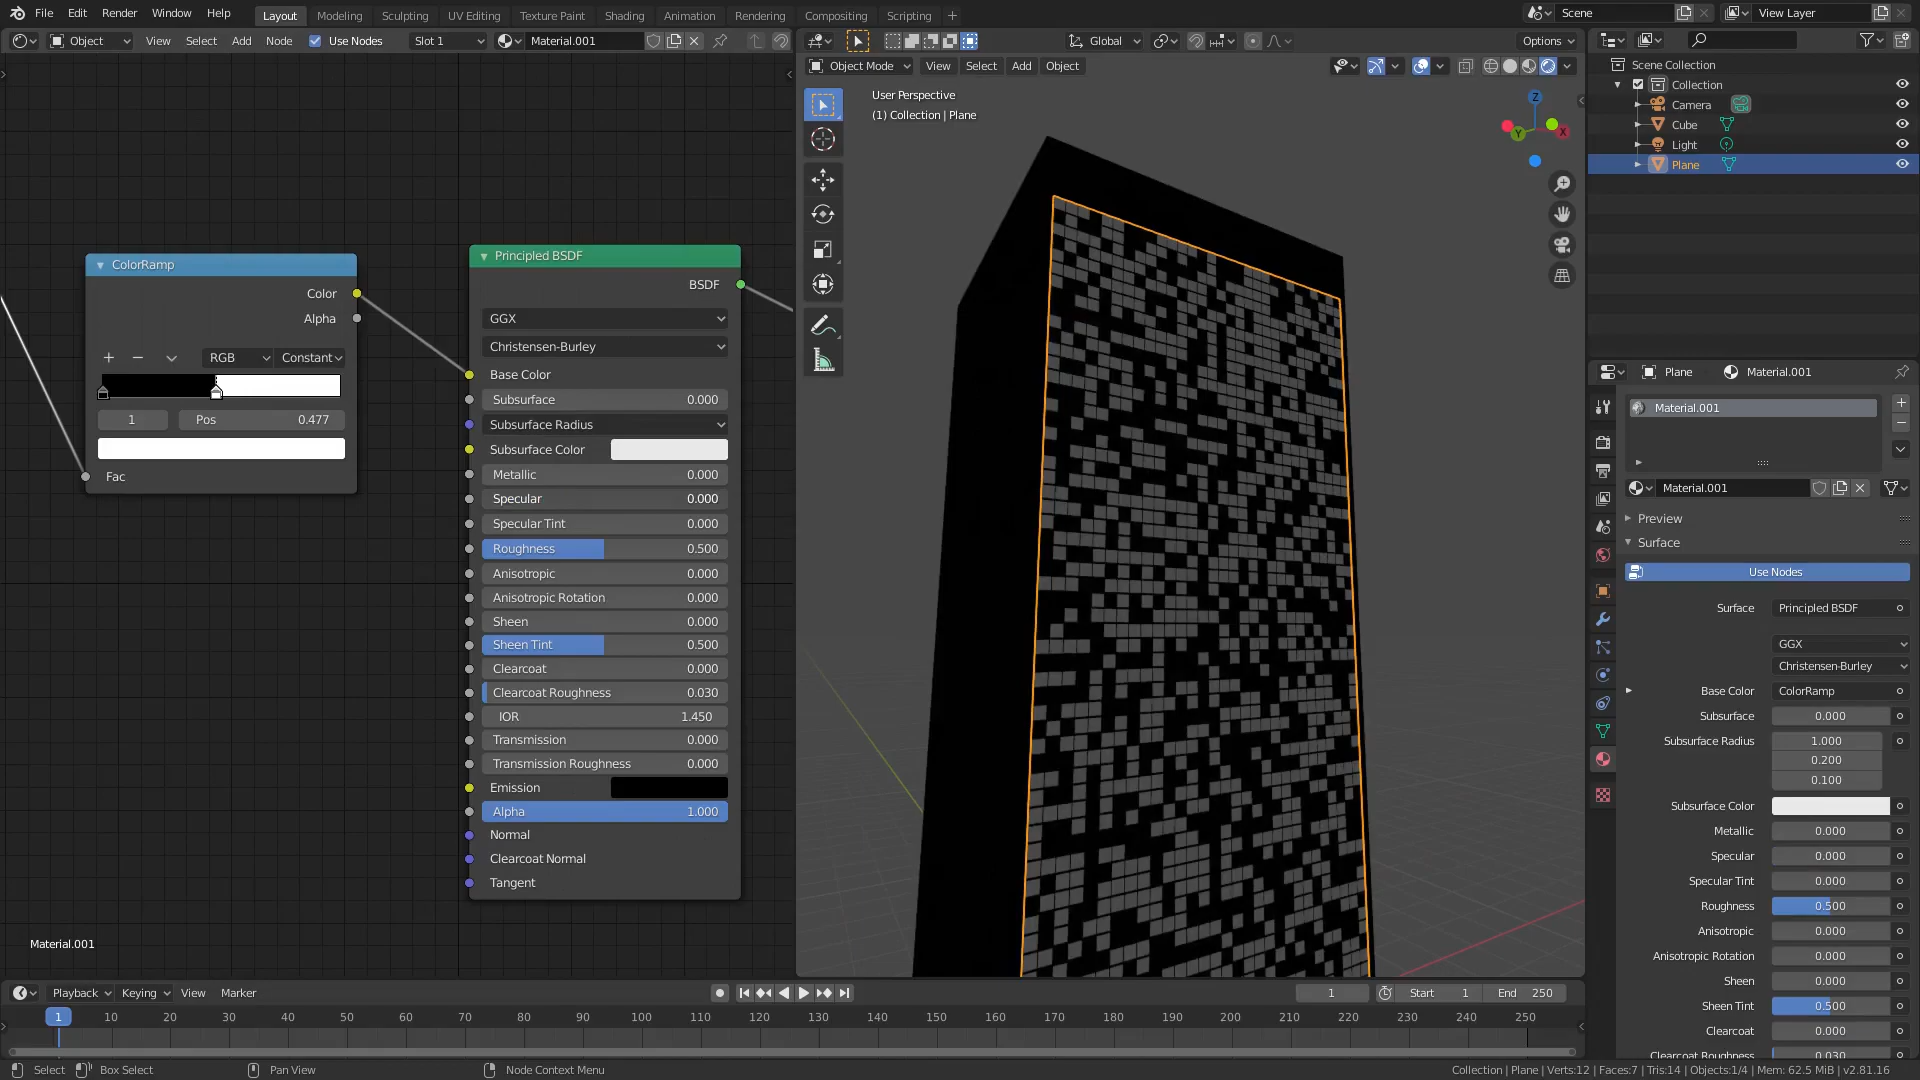 File Edit Render Window Help Layout Modeling Sculpting UV Editing Texture Paint Shading Animation Rendering Compositing Scripting + Scene View Layer
Object View Select Add Node Use Nodes Slot 1 Material.001 Global Options
Object Mode View Select Add Object
User Perspective
(1) Collection | Plane
Z
Y
X
Scene Collection
Collection
Camera
Cube
Light
Plane
ColorRamp
Color
Alpha
+ − RGB Constant
1 Pos 0.477
Fac
Principled BSDF
BSDF
GGX
Christensen-Burley
Base Color
Subsurface 0.000
Subsurface Radius
Subsurface Color
Metallic 0.000
Specular 0.000
Specular Tint 0.000
Roughness 0.500
Anisotropic 0.000
Anisotropic Rotation 0.000
Sheen 0.000
Sheen Tint 0.500
Clearcoat 0.000
Clearcoat Roughness 0.030
IOR 1.450
Transmission 0.000
Transmission Roughness 0.000
Emission
Alpha 1.000
Normal
Clearcoat Normal
Tangent
Material.001
Plane Material.001
Material.001
Material.001
Preview
Surface
Use Nodes
Surface Principled BSDF
GGX
Christensen-Burley
Base Color ColorRamp
Subsurface 0.000
Subsurface Radius 1.000
0.200
0.100
Subsurface Color
Metallic 0.000
Specular 0.000
Specular Tint 0.000
Roughness 0.500
Anisotropic 0.000
Anisotropic Rotation 0.000
Sheen 0.000
Sheen Tint 0.500
Clearcoat 0.000
Clearcoat Roughness 0.030
Playback Keying View Marker 1 Start 1 End 250
1 10 20 30 40 50 60 70 80 90 100 110 120 130 140 150 160 170 180 190 200 210 220 230 240 250
Select Box Select Pan View Node Context Menu Collection | Plane | Verts:12 | Faces:7 | Tris:14 | Objects:1/4 | Mem: 62.5 MiB | v2.81.16